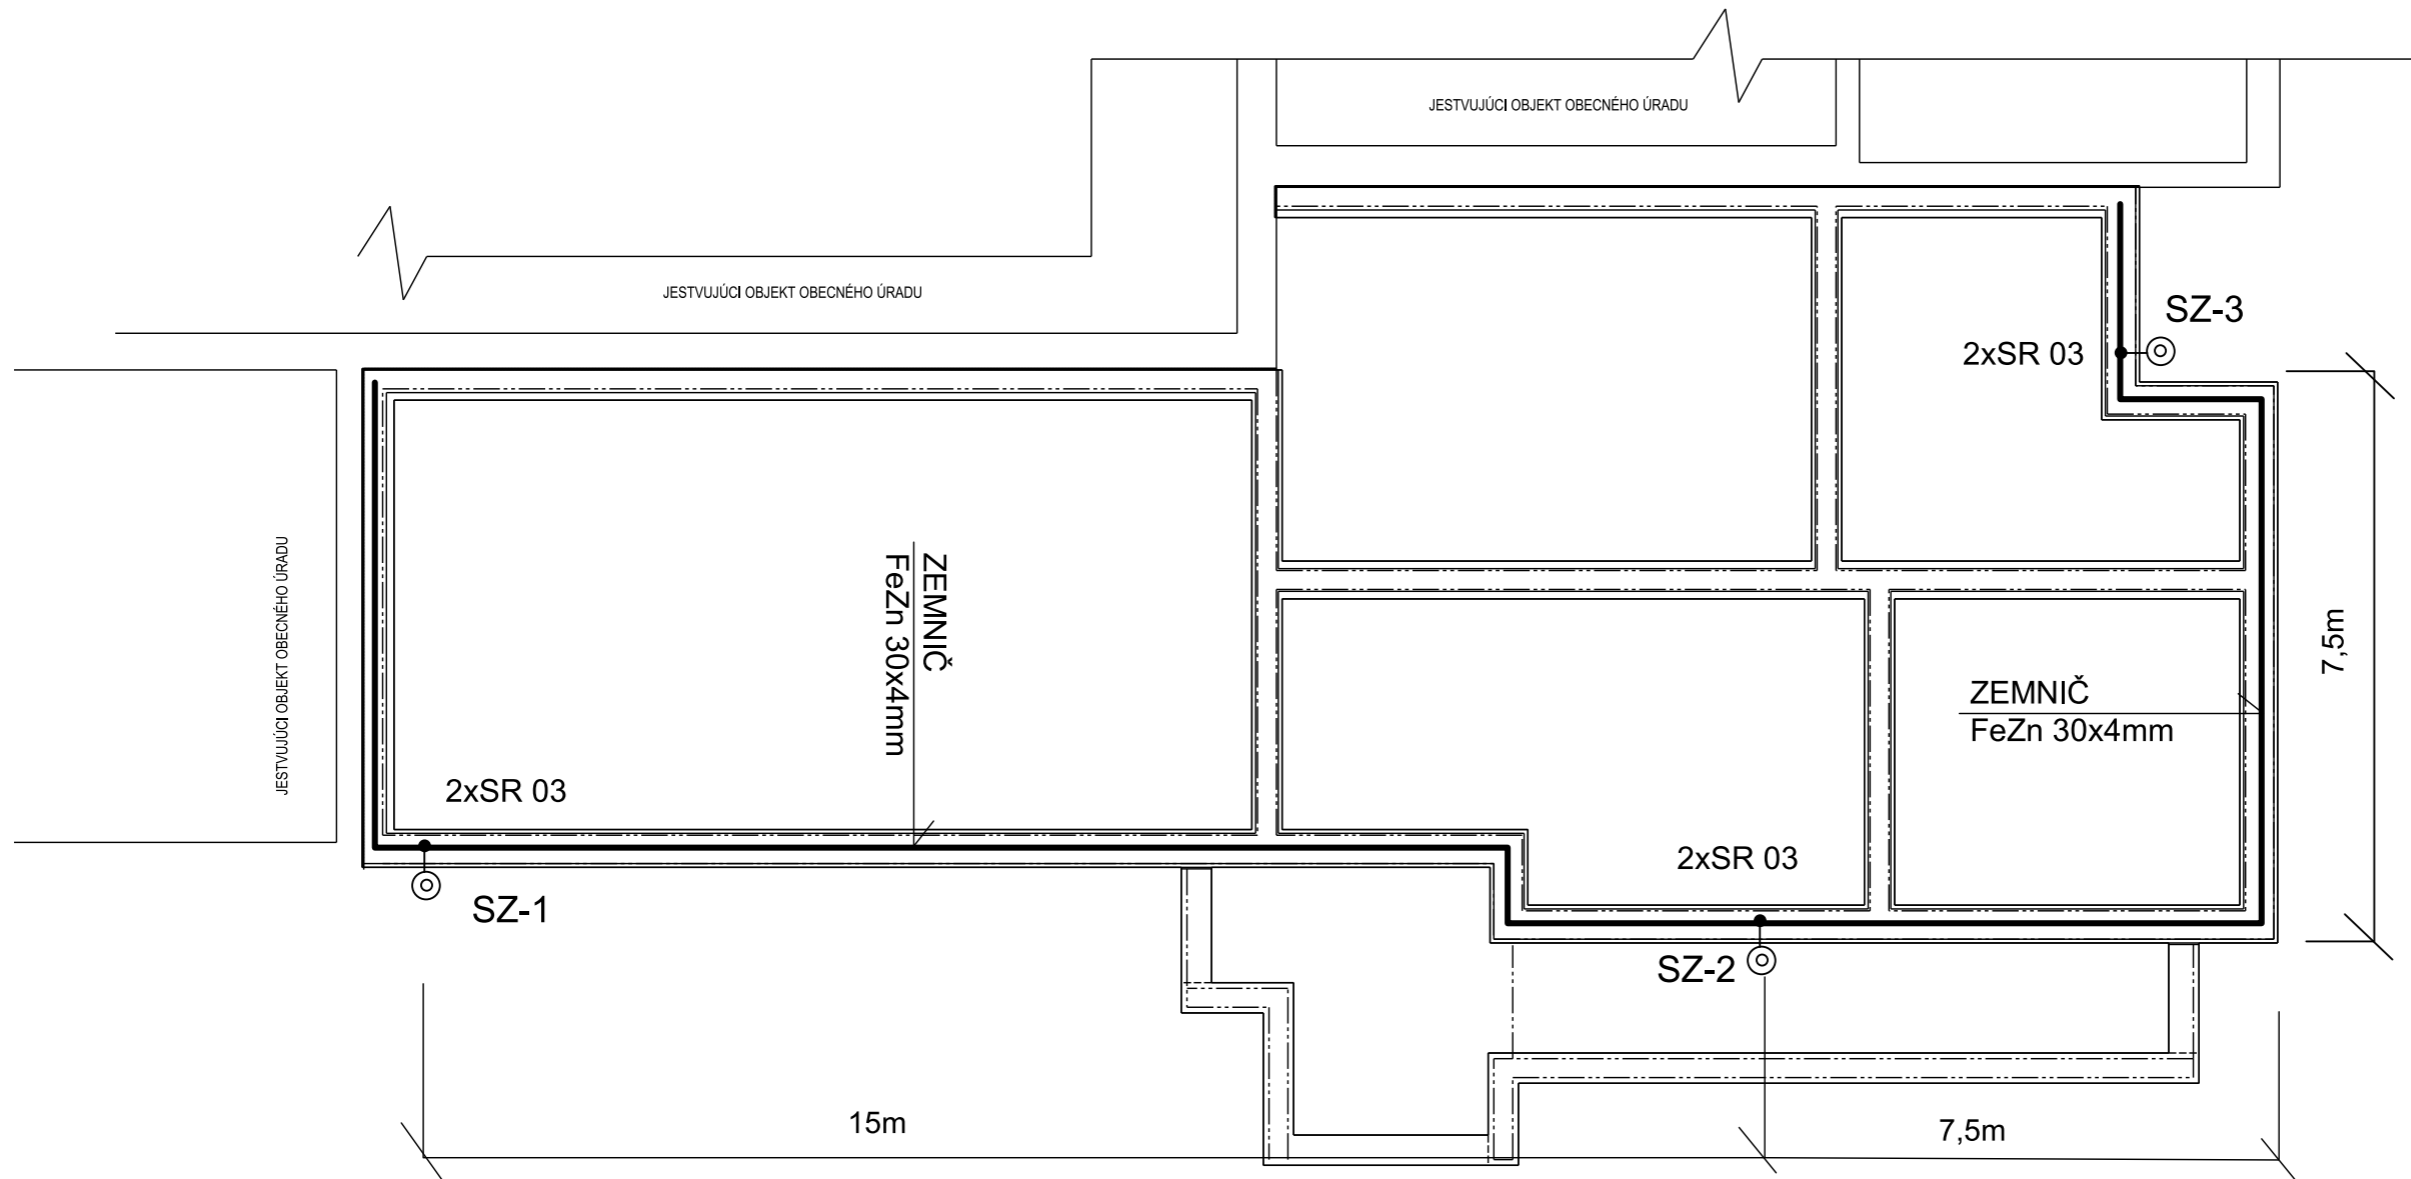 JESTVUJÚCI OBJEKT OBECNÉHO ÚRADU
JESTVUJÚCI OBJEKT OBECNÉHO ÚRADU
SZ-3
2xSR 03
JESTVUJÚCI OBJEKT OBECNÉHO ÚRADU
ZEMNIČ
FeZn 30x4mm
7,5m
ZEMNIČ
FeZn 30x4mm
2xSR 03
2xSR 03
SZ-1
SZ-2
15m
7,5m